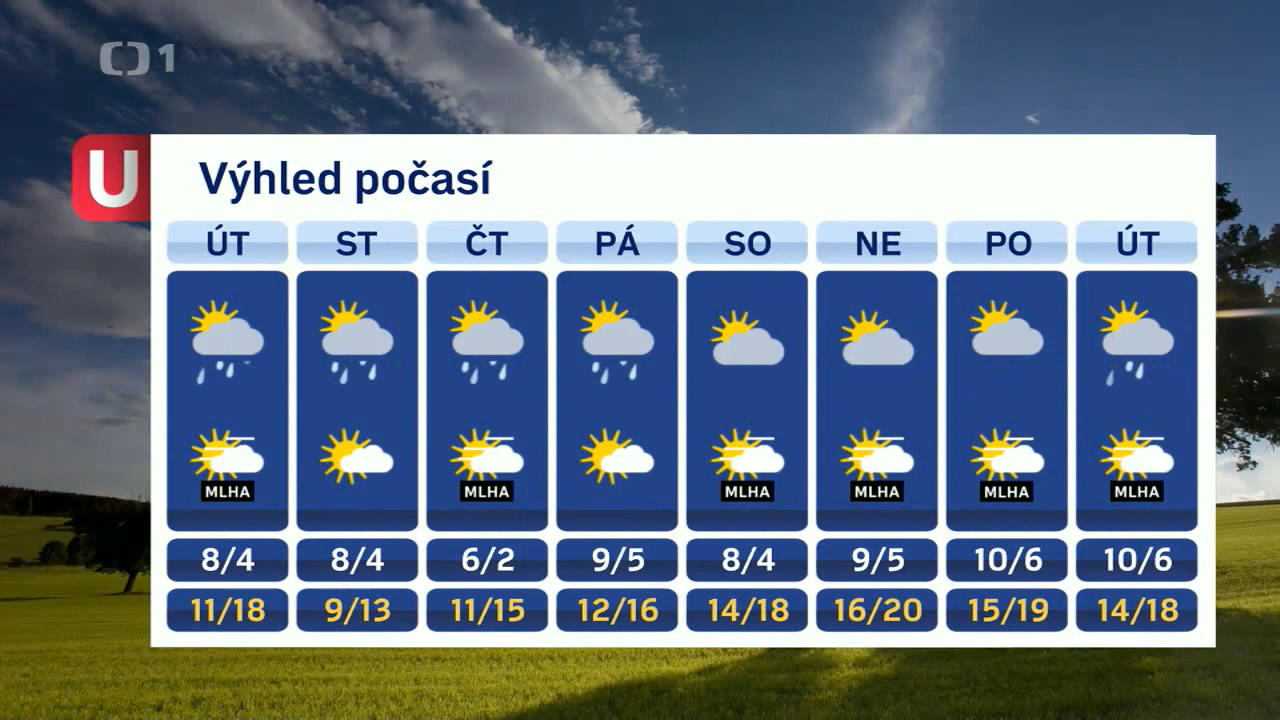 1
U
Výhled počasí
ÚT ST ČT PÁ SO NE PO ÚT
MLHA MLHA MLHA MLHA MLHA MLHA
8/4 8/4 6/2 9/5 8/4 9/5 10/6 10/6
11/18 9/13 11/15 12/16 14/18 16/20 15/19 14/18